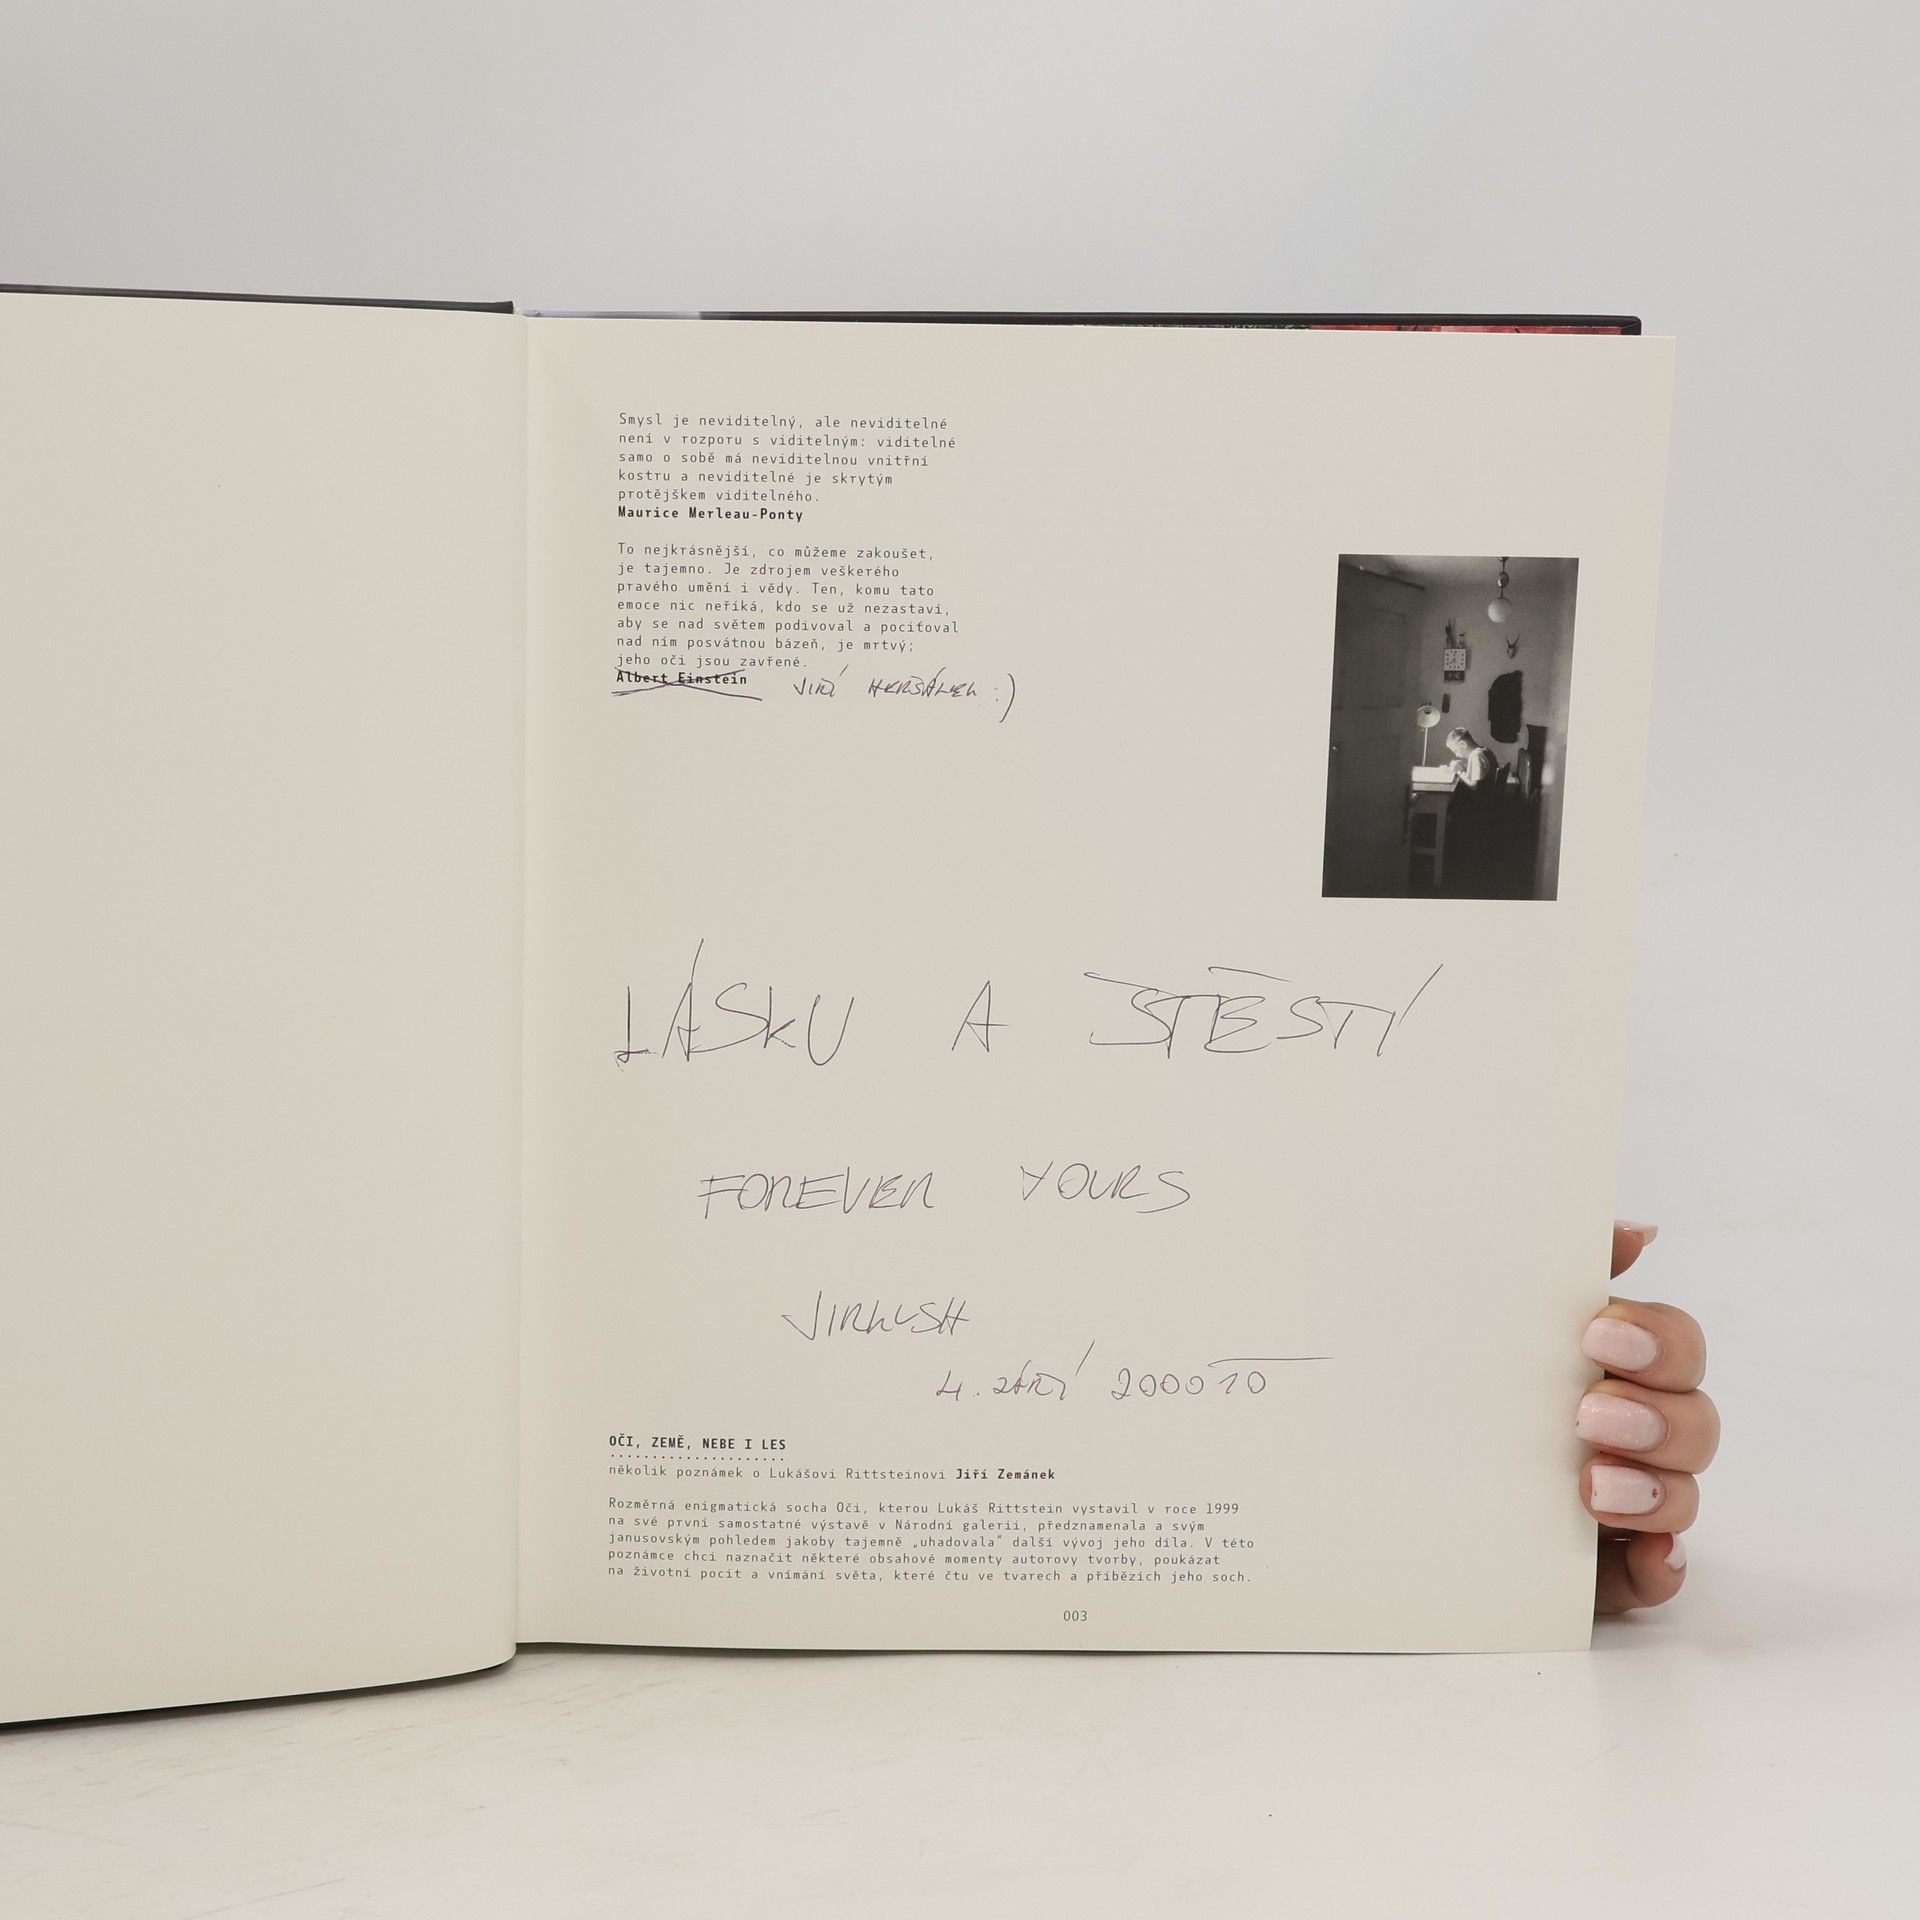 Smysl je neviditelný, ale neviditelné
není v rozporu s viditelným: viditelné
samo o sobě má neviditelnou vnitřní
kostru a neviditelné je skrytým
protějškem viditelného.
Maurice Merleau-Ponty
To nejkrásnější, co můžeme zakoušet,
je tajemno. Je zdrojem veškerého
pravého umění i vědy. Ten, komu tato
emoce nic neříká, kdo se už nezastaví,
aby se nad světem podivoval a pociťoval
nad ním posvátnou bázeň, je mrtvý;
jeho oči jsou zavřené.
Albert Einstein JIŘÍ :)
LÁSKU A ŠTĚSTÍ
FOREVER YOURS
JIRKUSH
4. ZÁŘÍ 200010
OČI, ZEMĚ, NEBE I LES
několik poznámek o Lukášovi Rittsteinovi Jiří Zemánek
Rozměrná enigmatická socha Oči, kterou Lukáš Rittstein vystavil v roce 1999
na své první samostatné výstavě v Národní galerii, předznamenala a svým
janusovským pohledem jakoby tajemně „uhadovala“ další vývoj jeho díla. V této
poznámce chci naznačit některé obsahové momenty autorovy tvorby, poukázat
na životní pocit a vnímání světa, které čtu ve tvarech a příbězích jeho soch.
003